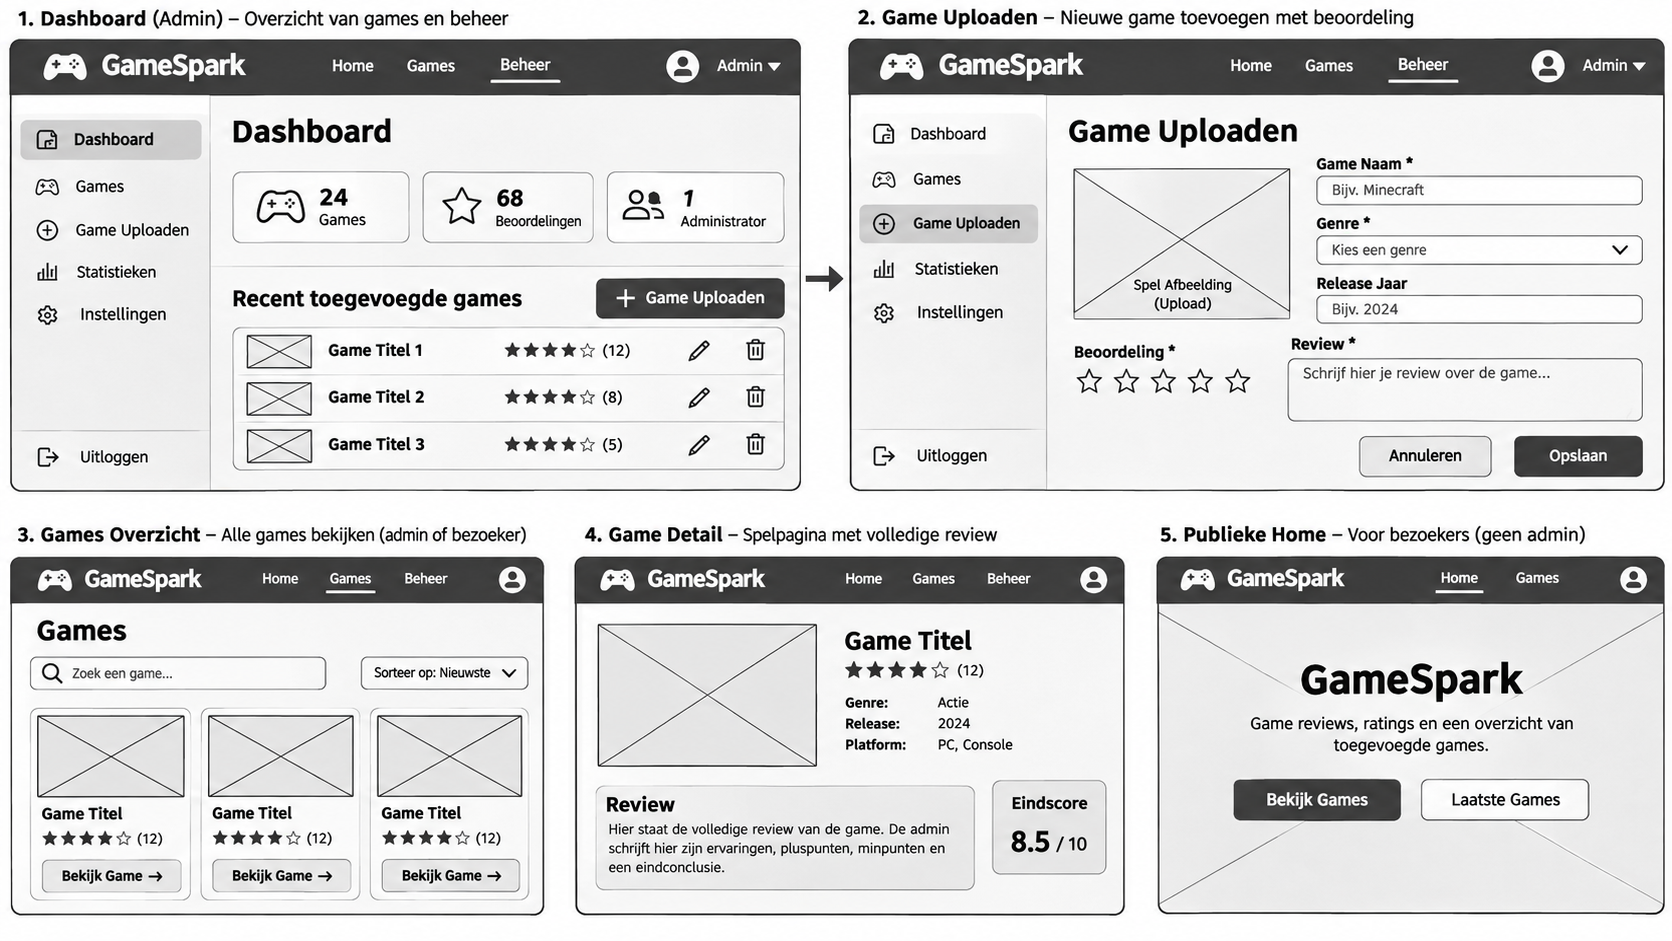 1. Dashboard (Admin) – Overzicht van games en beheer
GameSpark
Home Games Beheer
Admin
Dashboard
Games
Game Uploaden
Statistieken
Instellingen
Uitloggen
Dashboard
24
Games
68
Beoordelingen
1
Administrator
Recent toegevoegde games
+ Game Uploaden
Game Titel 1 ★★★★☆ (12)
Game Titel 2 ★★★★☆ (8)
Game Titel 3 ★★★★☆ (5)
2. Game Uploaden – Nieuwe game toevoegen met beoordeling
GameSpark
Home Games Beheer
Admin
Dashboard
Games
Game Uploaden
Statistieken
Instellingen
Uitloggen
Game Uploaden
Spel Afbeelding
(Upload)
Game Naam *
Bijv. Minecraft
Genre *
Kies een genre
Release Jaar
Bijv. 2024
Beoordeling *
☆☆☆☆☆
Review *
Schrijf hier je review over de game...
Annuleren
Opslaan
3. Games Overzicht – Alle games bekijken (admin of bezoeker)
GameSpark
Home Games Beheer
Games
Zoek een game...
Sorteer op: Nieuwste
Game Titel
★★★★☆ (12)
Bekijk Game →
Game Titel
★★★★☆ (12)
Bekijk Game →
Game Titel
★★★★☆ (12)
Bekijk Game →
4. Game Detail – Spelpagina met volledige review
GameSpark
Home Games Beheer
Game Titel
★★★★☆ (12)
Genre: Actie
Release: 2024
Platform: PC, Console
Review
Hier staat de volledige review van de game. De admin
schrijft hier zijn ervaringen, pluspunten, minpunten en
een eindconclusie.
Eindscore
8.5 / 10
5. Publieke Home – Voor bezoekers (geen admin)
GameSpark
Home Games
GameSpark
Game reviews, ratings en een overzicht van
toegevoegde games.
Bekijk Games
Laatste Games